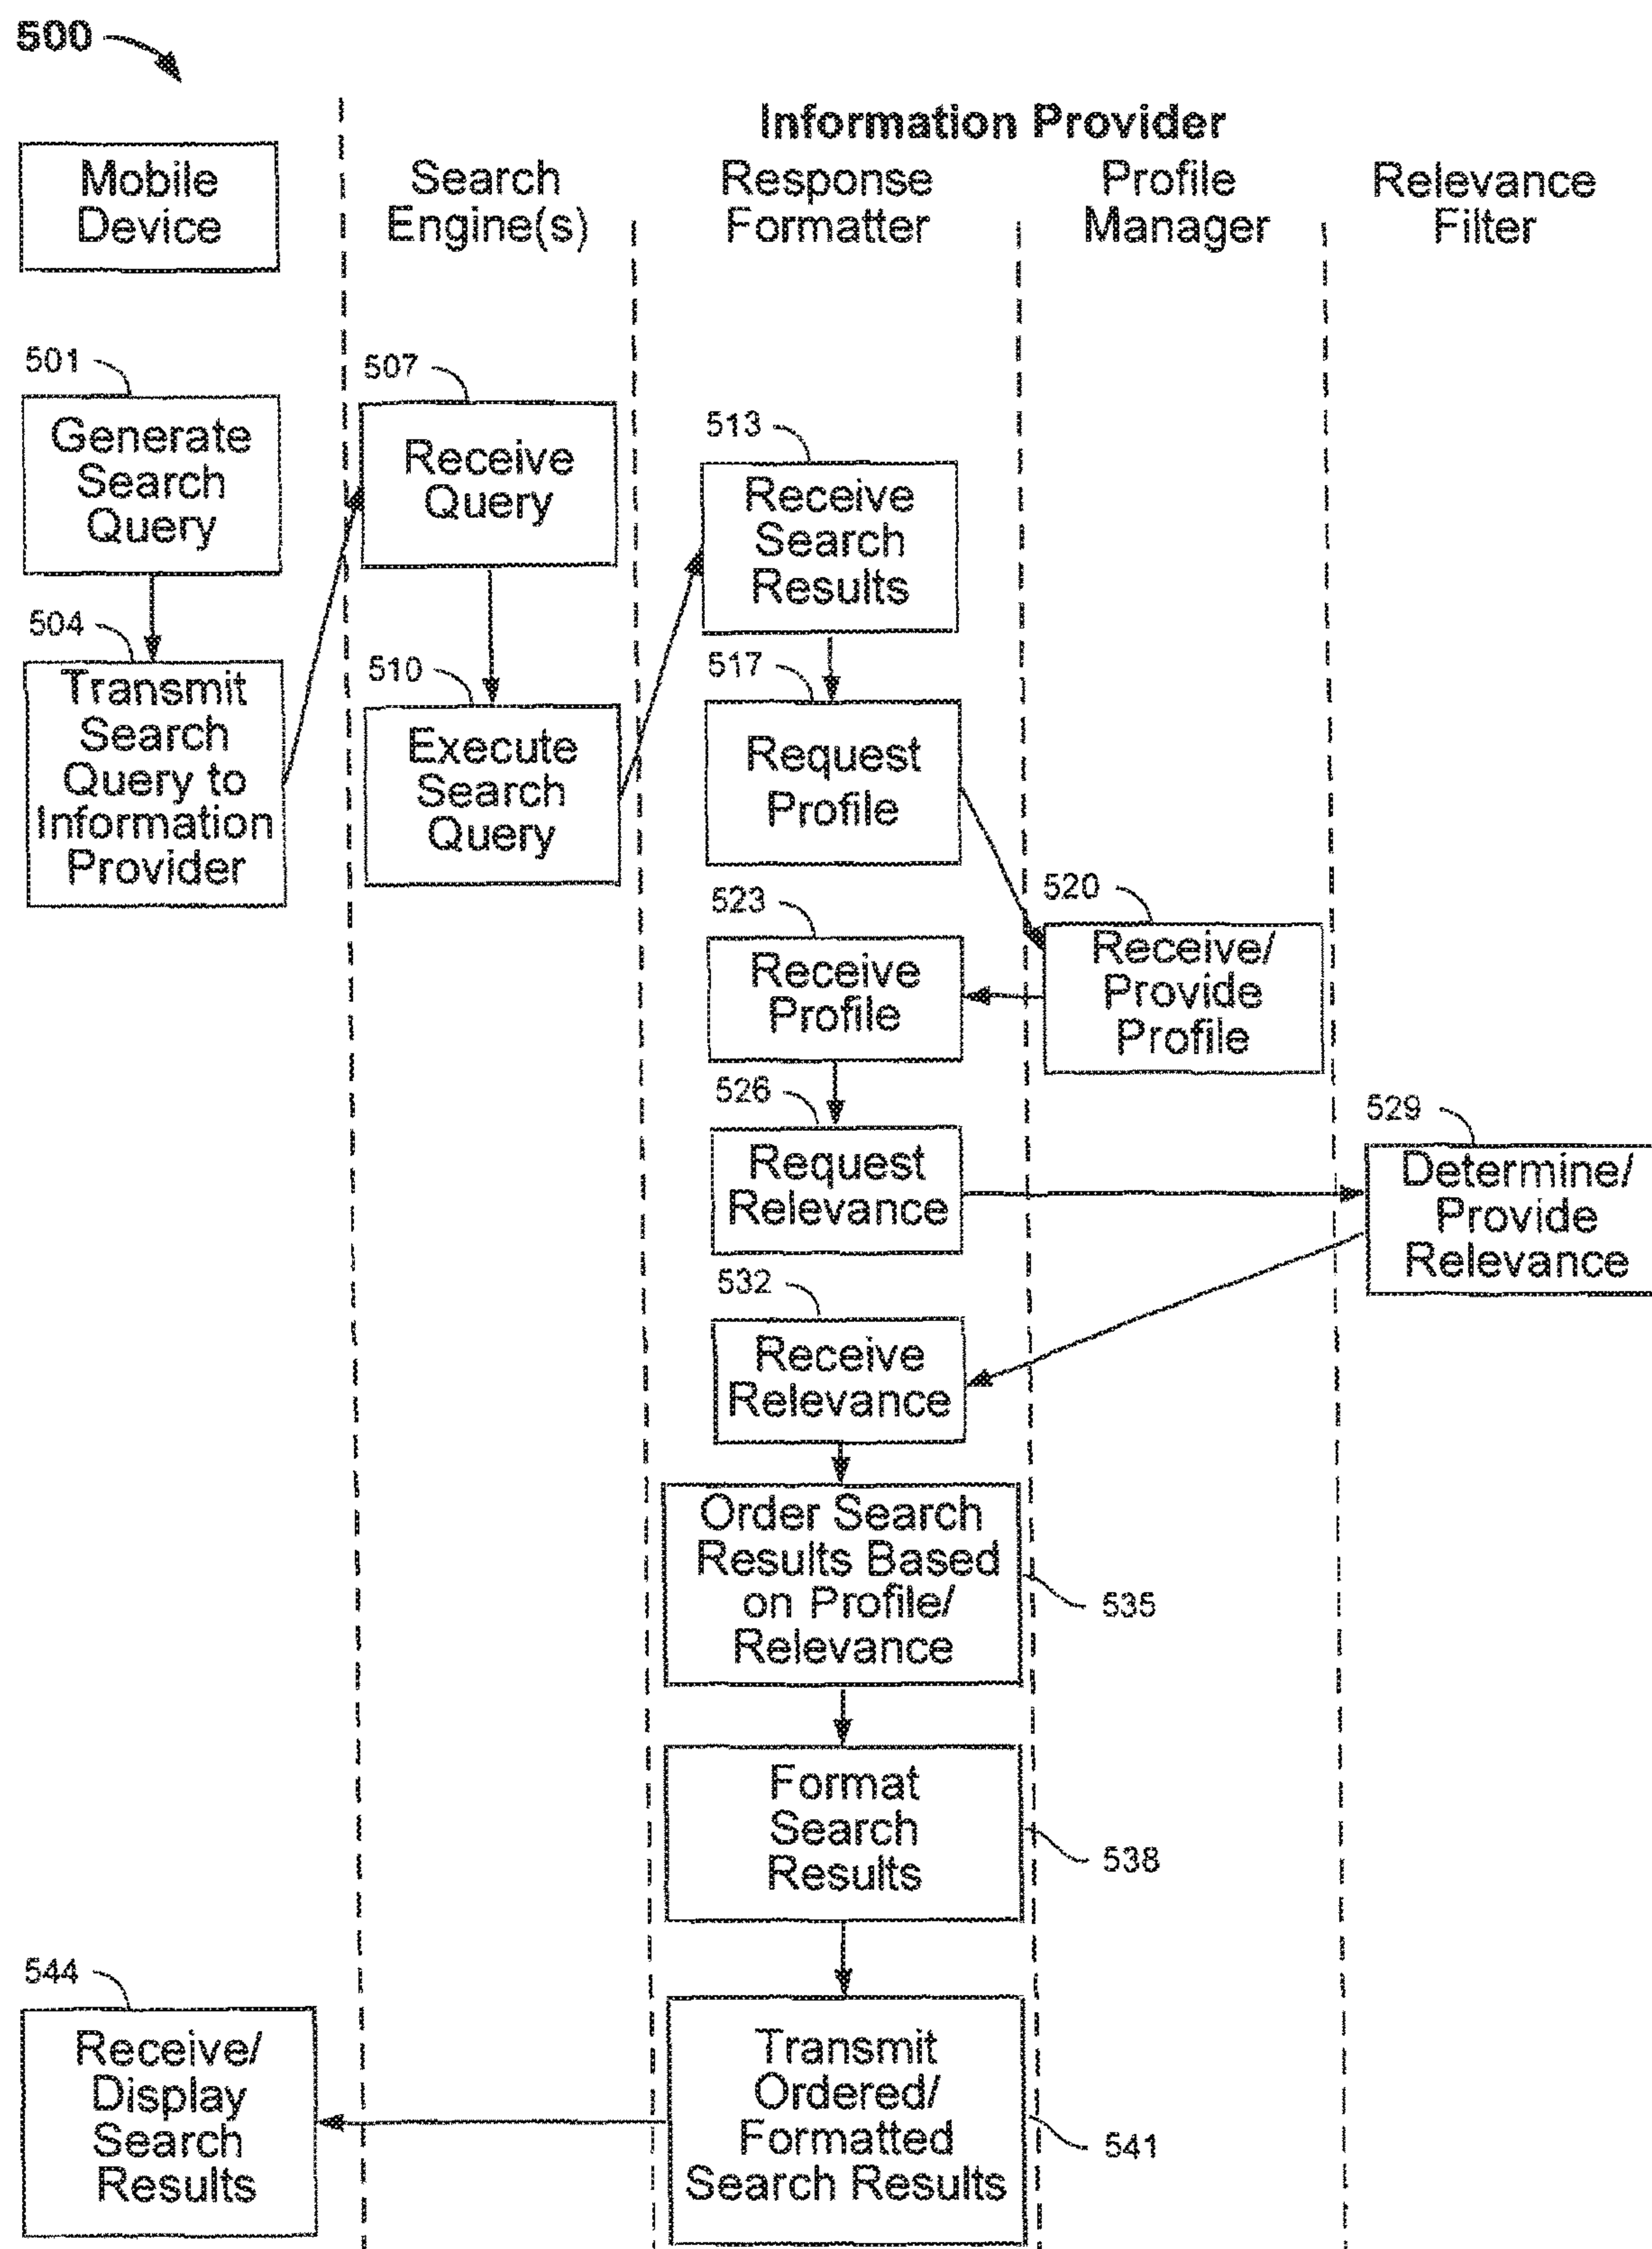 500
Information Provider
Mobile
Device
Search
Engine(s)
Response
Formatter
Profile
Manager
Relevance
Filter
501
Generate
Search
Query
504
Transmit
Search
Query to
Information
Provider
507
Receive
Query
510
Execute
Search
Query
513
Receive
Search
Results
517
Request
Profile
520
Receive/
Provide
Profile
523
Receive
Profile
526
Request
Relevance
529
Determine/
Provide
Relevance
532
Receive
Relevance
Order Search
Results Based
on Profile/
Relevance
535
Format
Search
Results
538
Transmit
Ordered/
Formatted
Search Results
541
544
Receive/
Display
Search
Results